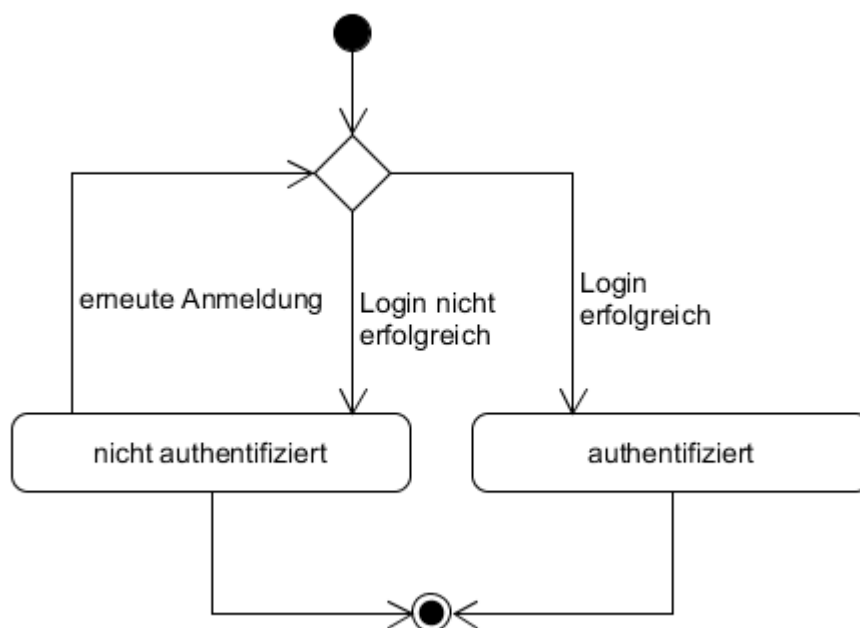 erneute Anmeldung
Login nicht
erfolgreich
Login
erfolgreich
nicht authentifiziert
authentifiziert